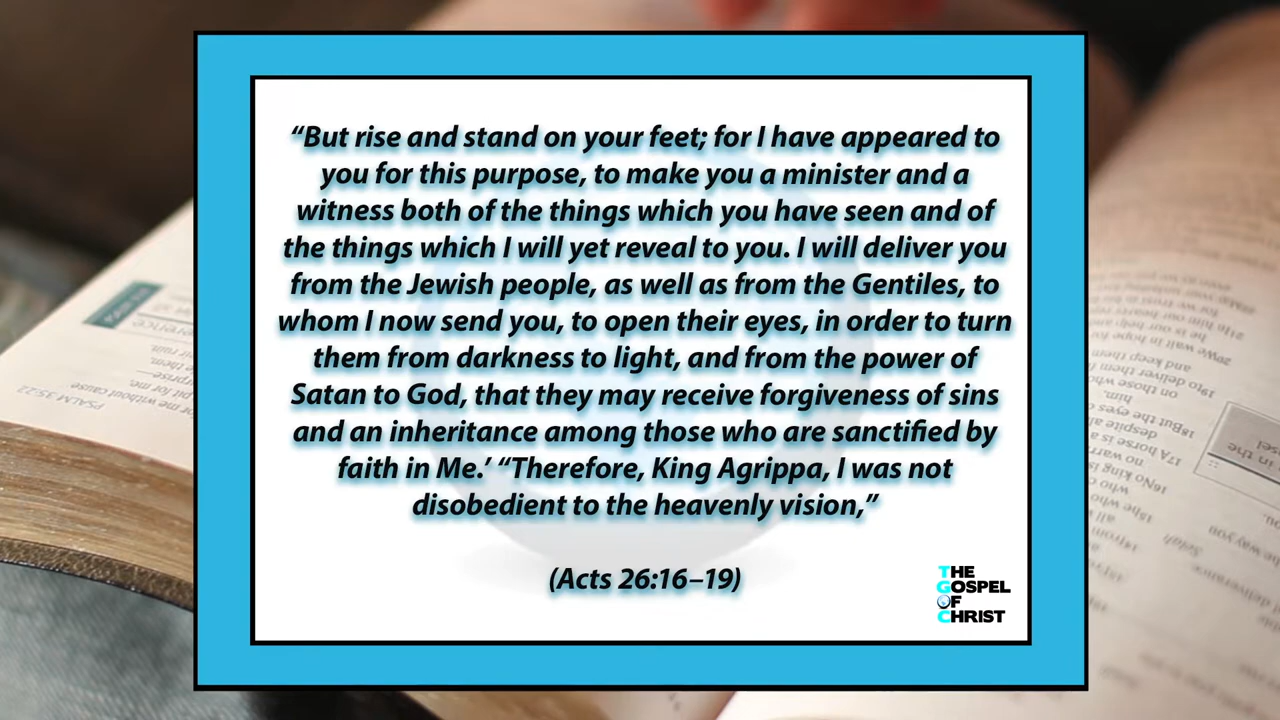 “But rise and stand on your feet; for I have appeared to
you for this purpose, to make you a minister and a
witness both of the things which you have seen and of
the things which I will yet reveal to you. I will deliver you
from the Jewish people, as well as from the Gentiles, to
whom I now send you, to open their eyes, in order to turn
them from darkness to light, and from the power of
Satan to God, that they may receive forgiveness of sins
and an inheritance among those who are sanctified by
faith in Me.’ “Therefore, King Agrippa, I was not
disobedient to the heavenly vision,”
(Acts 26:16–19)
THE
GOSPEL
OF
CHRIST
PSALM 35:22